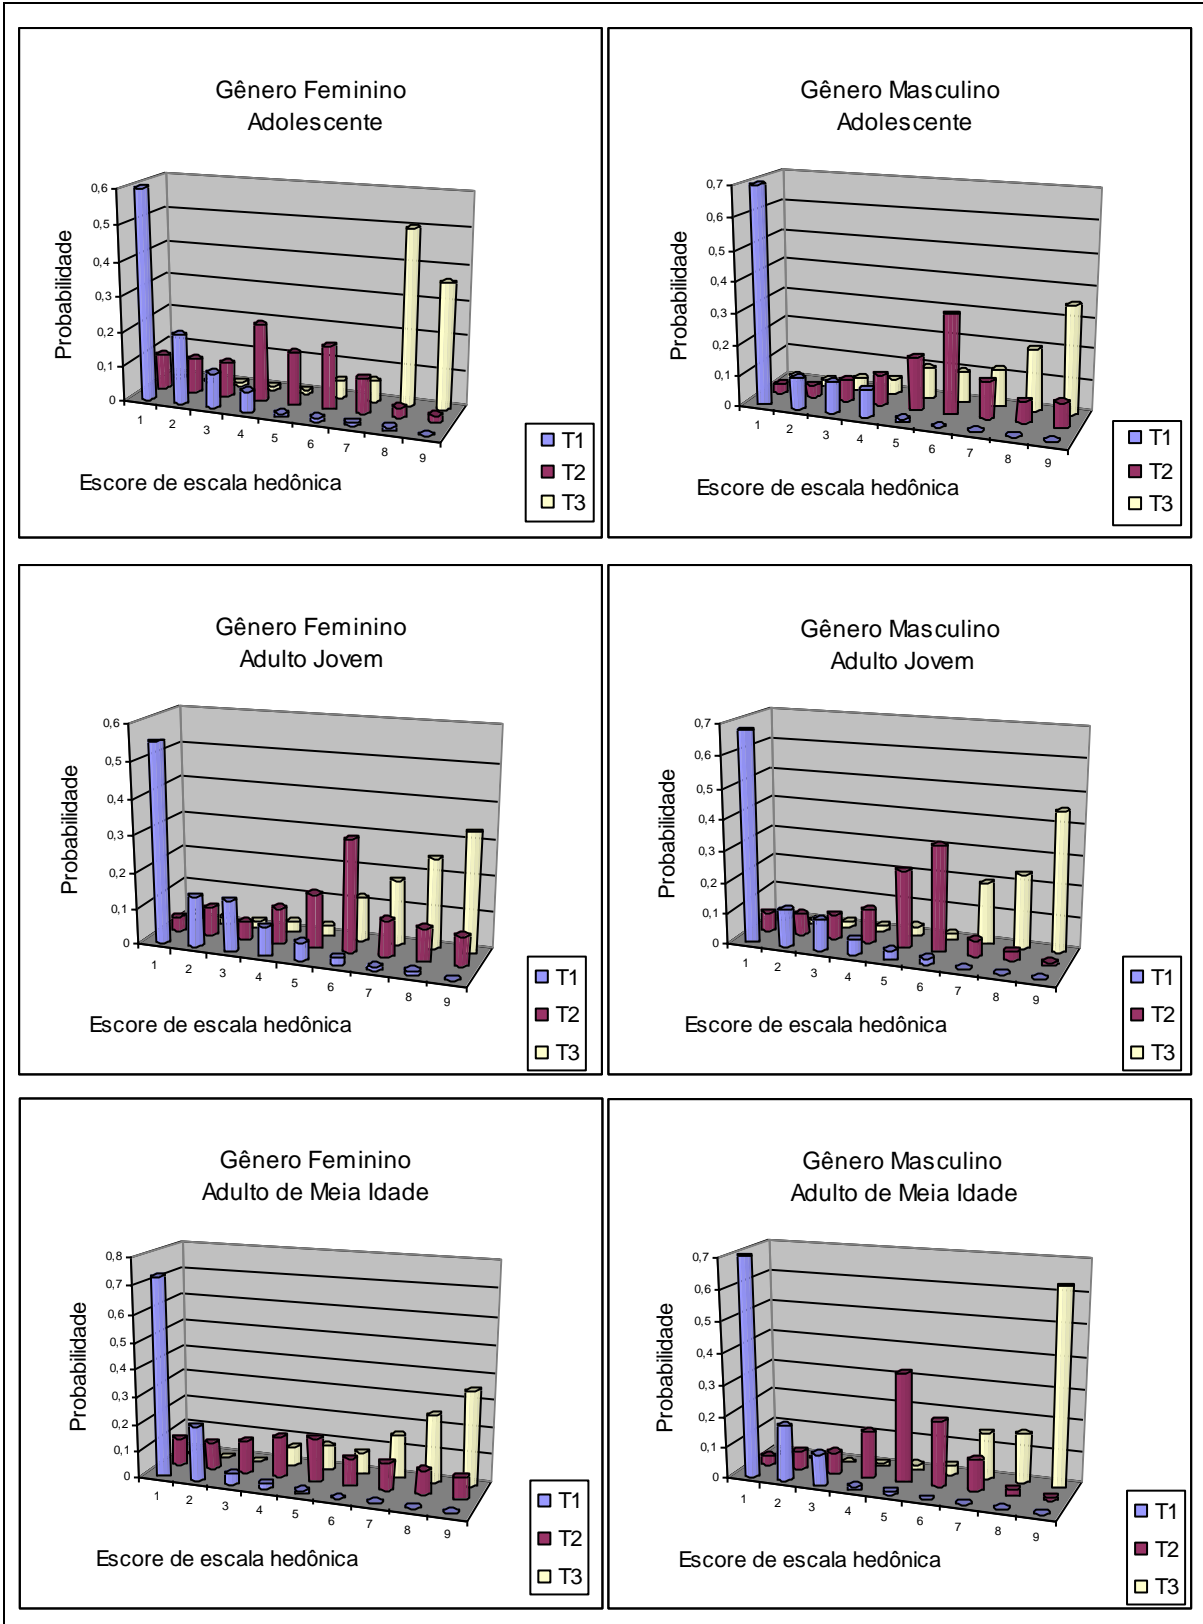 Gênero Feminino
Adolescente
Probabilidade
0,6
0,5
0,4
0,3
0,2
0,1
0
1 2 3 4 5 6 7 8 9
Escore de escala hedônica
T1
T2
T3
Gênero Masculino
Adolescente
Probabilidade
0,7
0,6
0,5
0,4
0,3
0,2
0,1
0
1 2 3 4 5 6 7 8 9
Escore de escala hedônica
T1
T2
T3
Gênero Feminino
Adulto Jovem
Probabilidade
0,6
0,5
0,4
0,3
0,2
0,1
0
1 2 3 4 5 6 7 8 9
Escore de escala hedônica
T1
T2
T3
Gênero Masculino
Adulto Jovem
Probabilidade
0,7
0,6
0,5
0,4
0,3
0,2
0,1
0
1 2 3 4 5 6 7 8 9
Escore de escala hedônica
T1
T2
T3
Gênero Feminino
Adulto de Meia Idade
Probabilidade
0,8
0,7
0,6
0,5
0,4
0,3
0,2
0,1
0
1 2 3 4 5 6 7 8 9
Escore de escala hedônica
T1
T2
T3
Gênero Masculino
Adulto de Meia Idade
Probabilidade
0,7
0,6
0,5
0,4
0,3
0,2
0,1
0
1 2 3 4 5 6 7 8 9
Escore de escala hedônica
T1
T2
T3